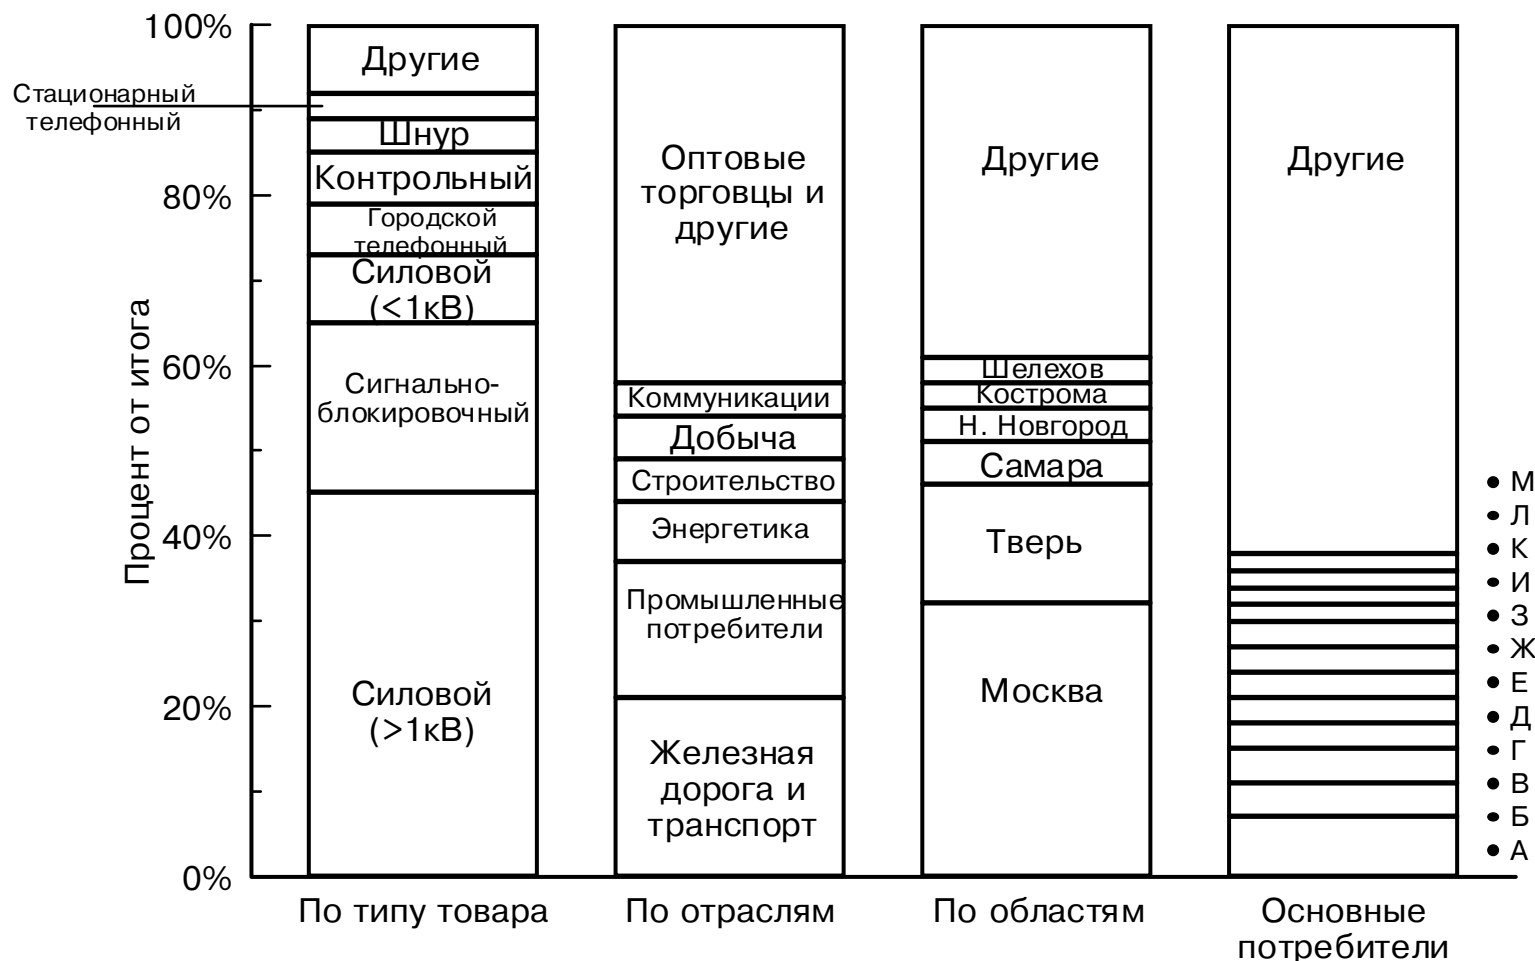 Процент от итога
100%
80%
60%
40%
20%
0%
Другие
Стационарный
телефонный
Шнур
Контрольный
Городской
телефонный
Силовой
(<1кВ)
Сигнально-
блокировочный
Силовой
(>1кВ)
По типу товара
Оптовые
торговцы и
другие
Коммуникации
Добыча
Строительство
Энергетика
Промышленные
потребители
Железная
дорога и
транспорт
По отраслям
Другие
Шелехов
Кострома
Н. Новгород
Самара
Тверь
Москва
По областям
Другие
Основные
потребители
• М
• Л
• К
• И
• З
• Ж
• Е
• Д
• Г
• В
• Б
• А